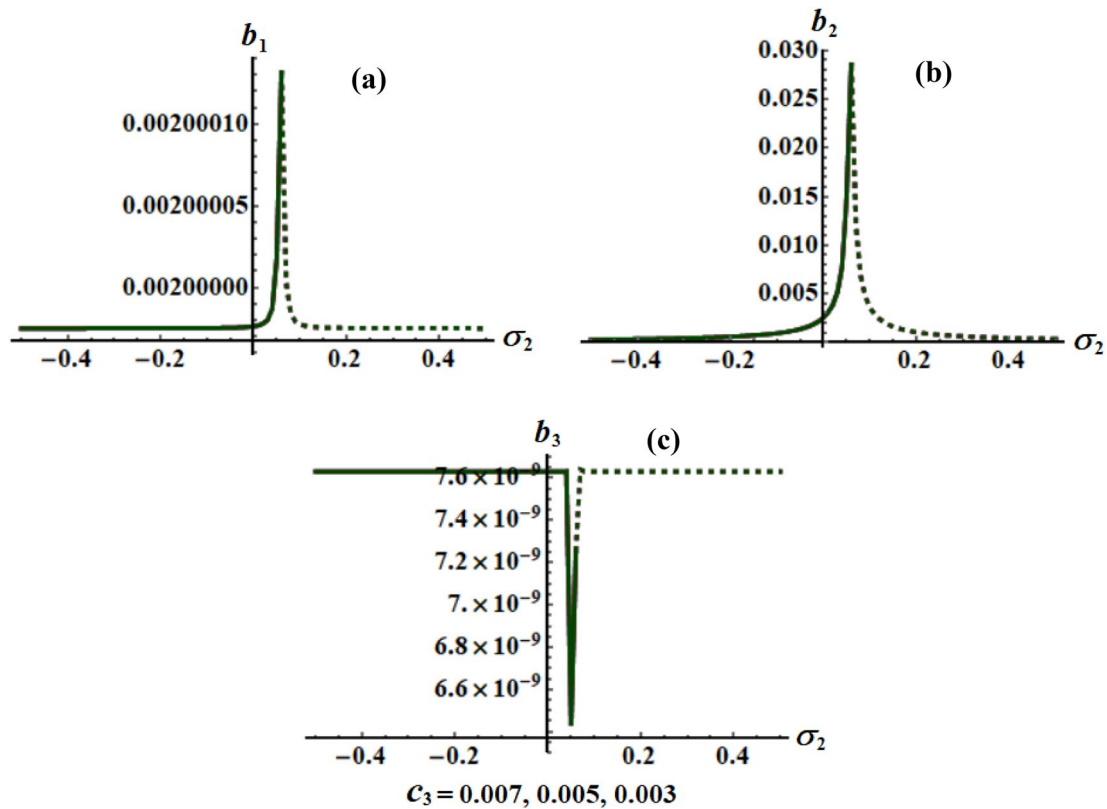 b₁
(a)
0.00200010
0.00200005
0.00200000
−0.4 −0.2 0.2 0.4 σ₂
b₂
(b)
0.030
0.025
0.020
0.015
0.010
0.005
−0.4 −0.2 0.2 0.4 σ₂
b₃
(c)
7.6×10⁻⁹
7.4×10⁻⁹
7.2×10⁻⁹
7.×10⁻⁹
6.8×10⁻⁹
6.6×10⁻⁹
−0.4 −0.2 0.2 0.4 σ₂
c₃ = 0.007, 0.005, 0.003